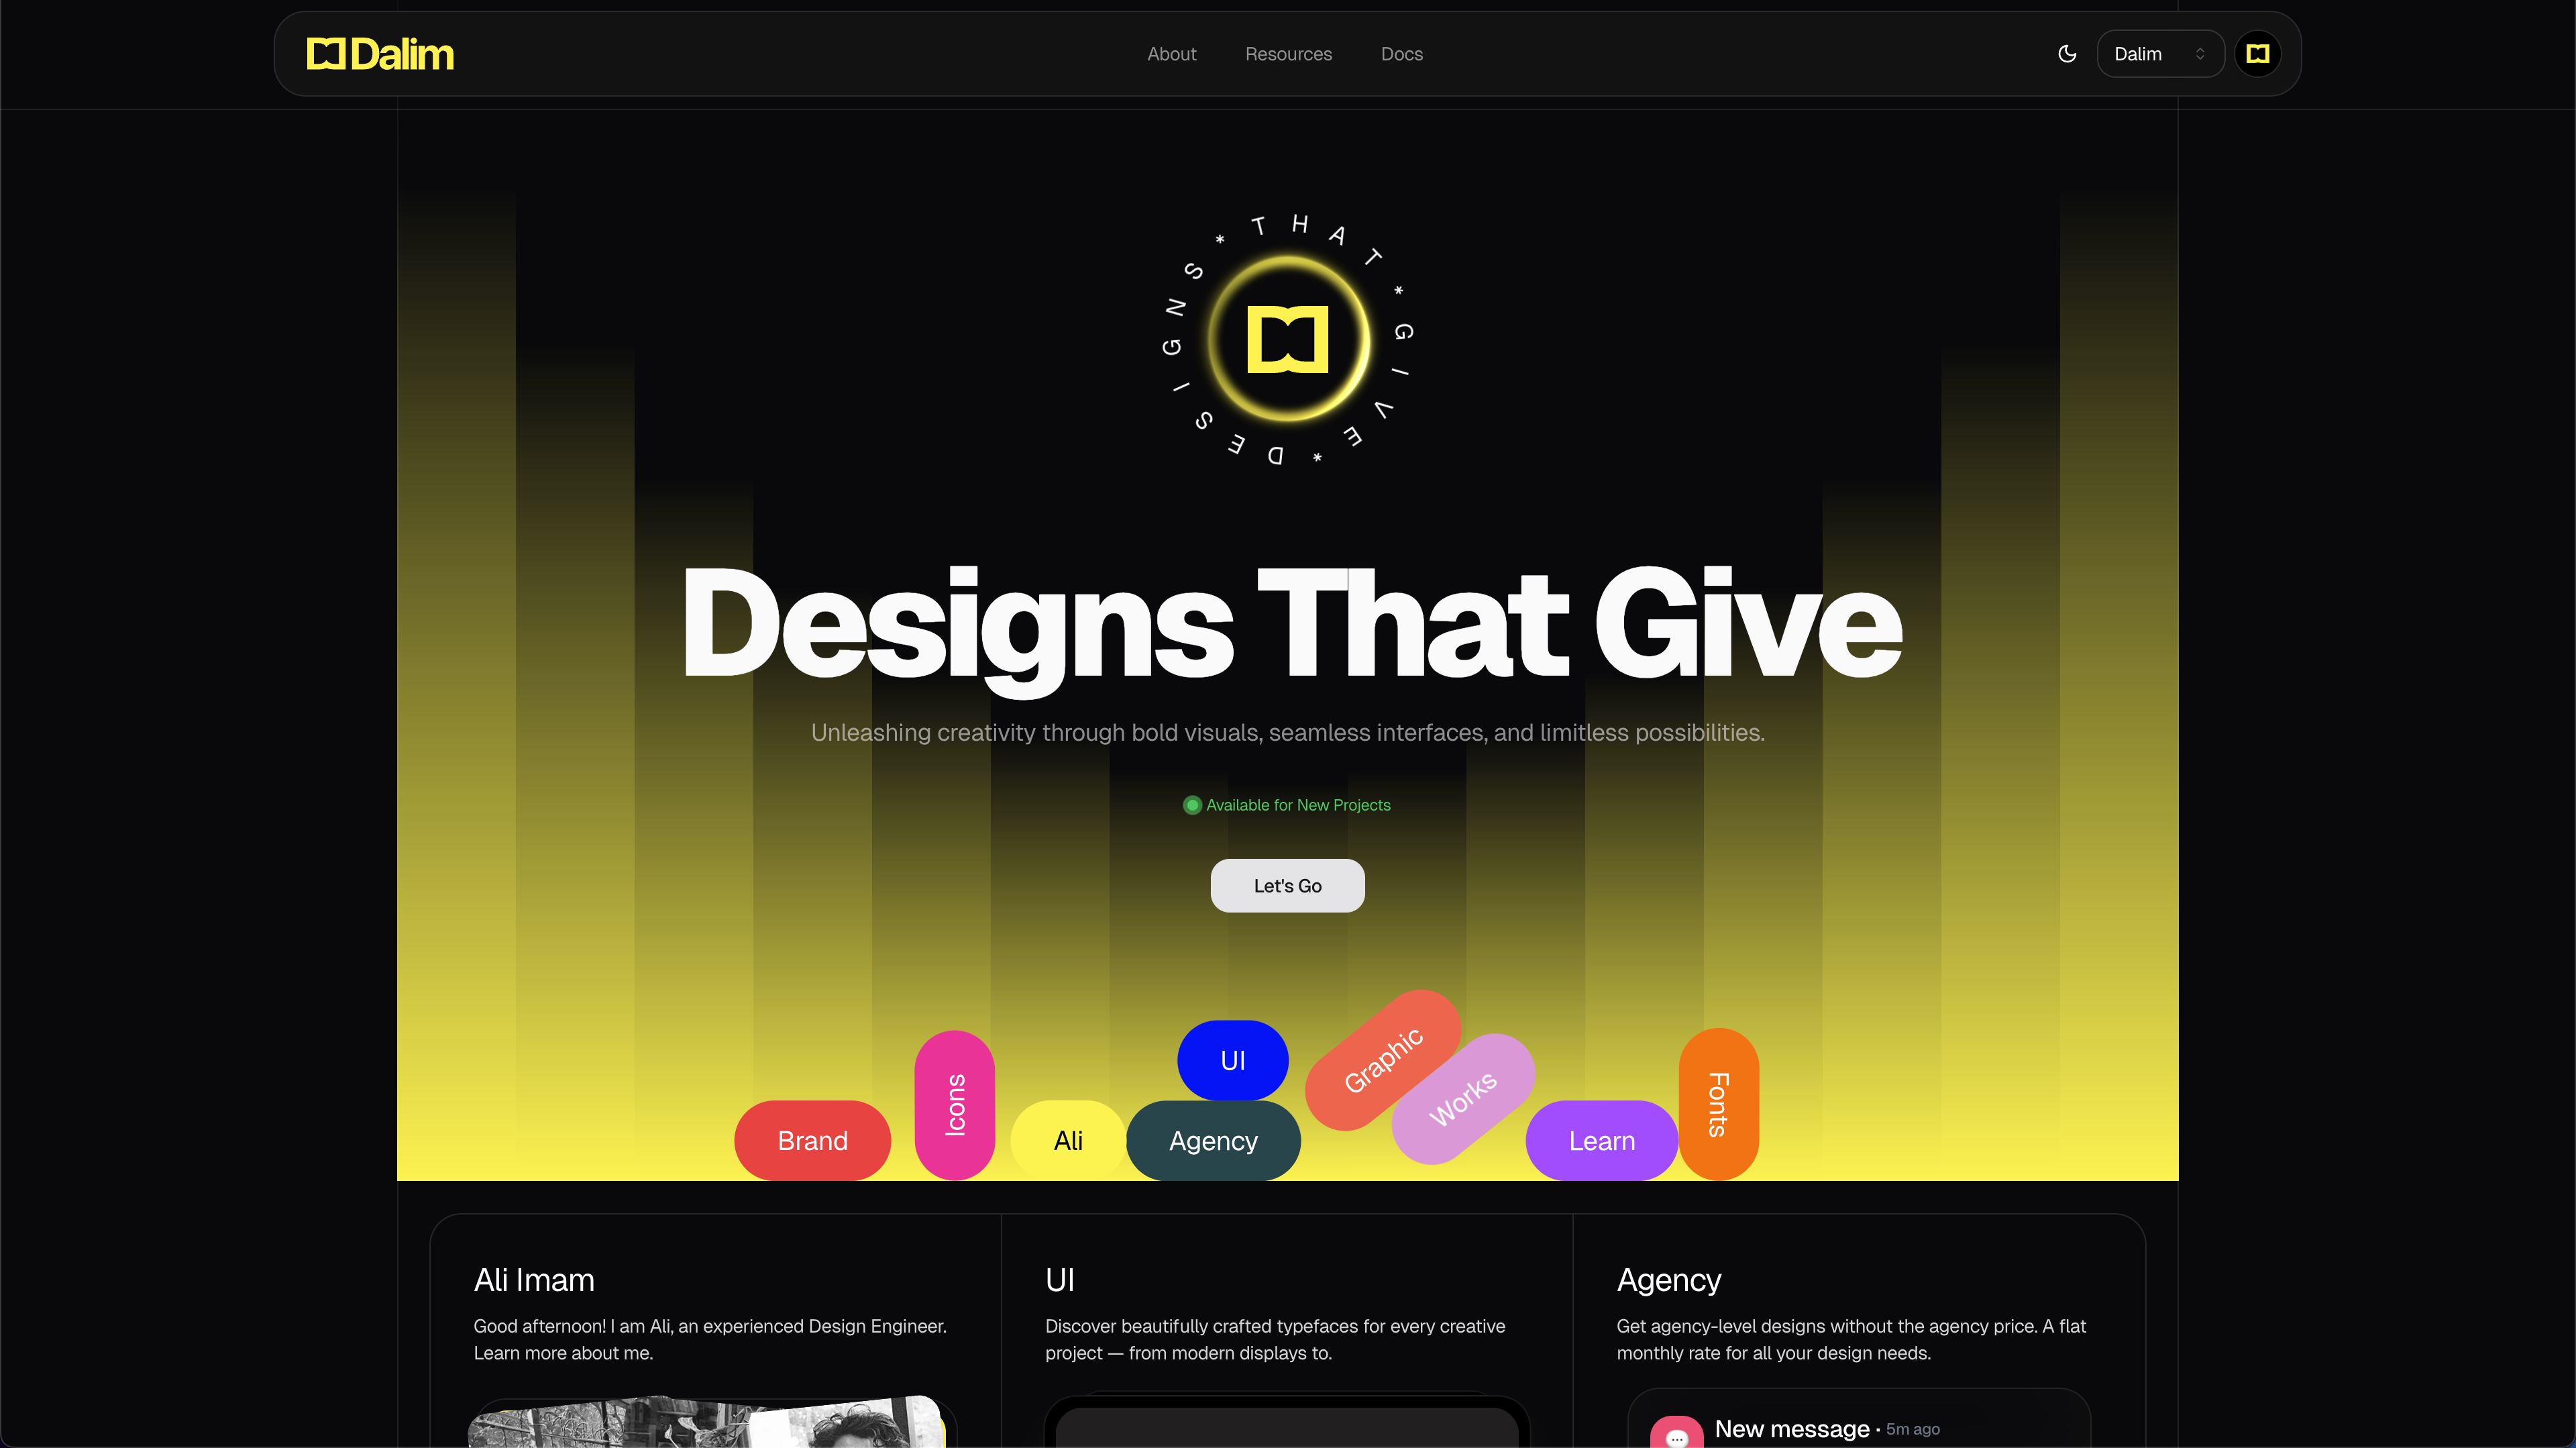 Dalim
About
Resources
Docs
Dalim
DESIGNS * THAT * GIVE *
Designs That Give
Unleashing creativity through bold visuals, seamless interfaces, and limitless possibilities.
Available for New Projects
Let's Go
Brand
Icons
Ali
UI
Agency
Graphic
Works
Learn
Fonts
Ali Imam
Good afternoon! I am Ali, an experienced Design Engineer.
Learn more about me.
UI
Discover beautifully crafted typefaces for every creative
project — from modern displays to.
Agency
Get agency-level designs without the agency price. A flat
monthly rate for all your design needs.
New message · 5m ago